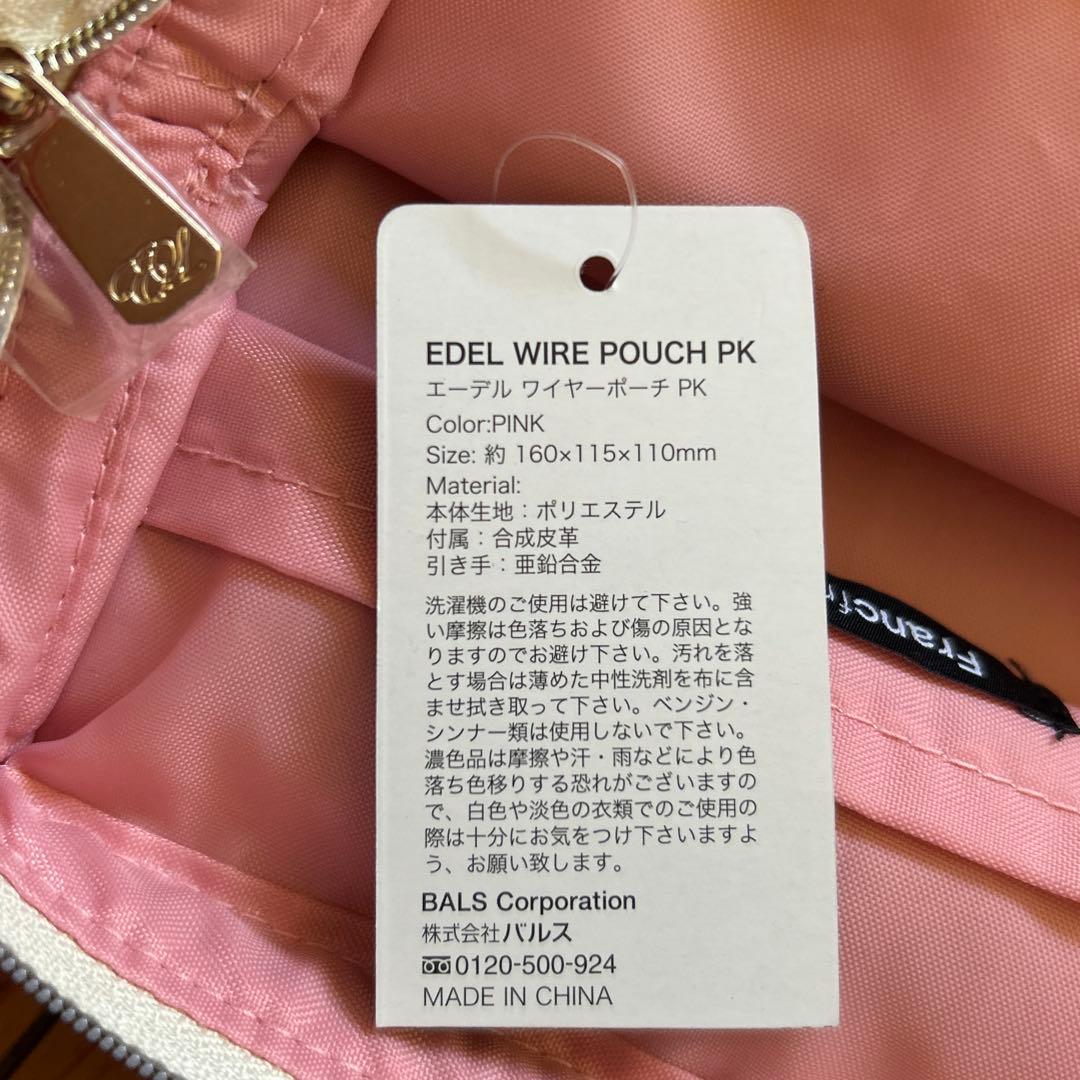 EDEL WIRE POUCH PK
エーデル ワイヤーポーチ PK
Color:PINK
Size: 約 160×115×110mm
Material:
本体生地：ポリエステル
付属：合成皮革
引き手：亜鉛合金
洗濯機のご使用は避けて下さい。強
い摩擦は色落ちおよび傷の原因とな
りますのでお避け下さい。汚れを落
とす場合は薄めた中性洗剤を布に含
ませ拭き取って下さい。ベンジン・
シンナー類は使用しないで下さい。
濃色品は摩擦や汗・雨などにより色
落ち色移りする恐れがございますの
で、白色や淡色の衣類でのご使用の
際は十分にお気をつけ下さいますよ
う、お願い致します。
BALS Corporation
株式会社バルス
0120-500-924
MADE IN CHINA
Francfr